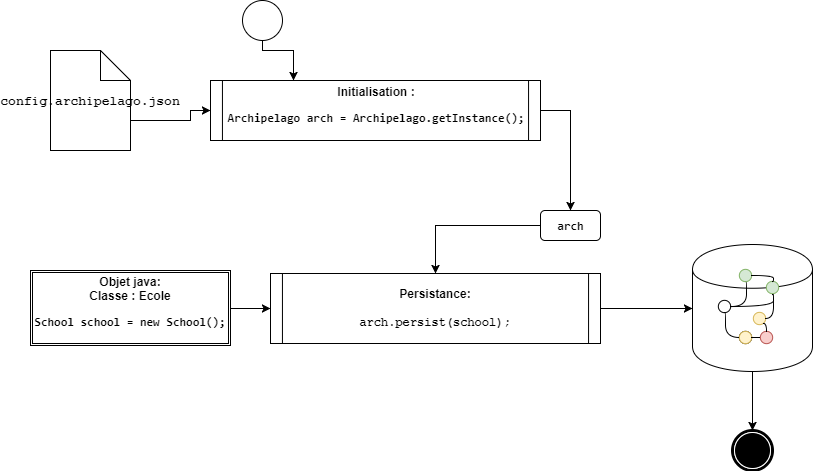 config.archipelago.json
Initialisation :
Archipelago arch = Archipelago.getInstance();
arch
Objet java:
Classe : Ecole
School school = new School();
Persistance:
arch.persist(school);